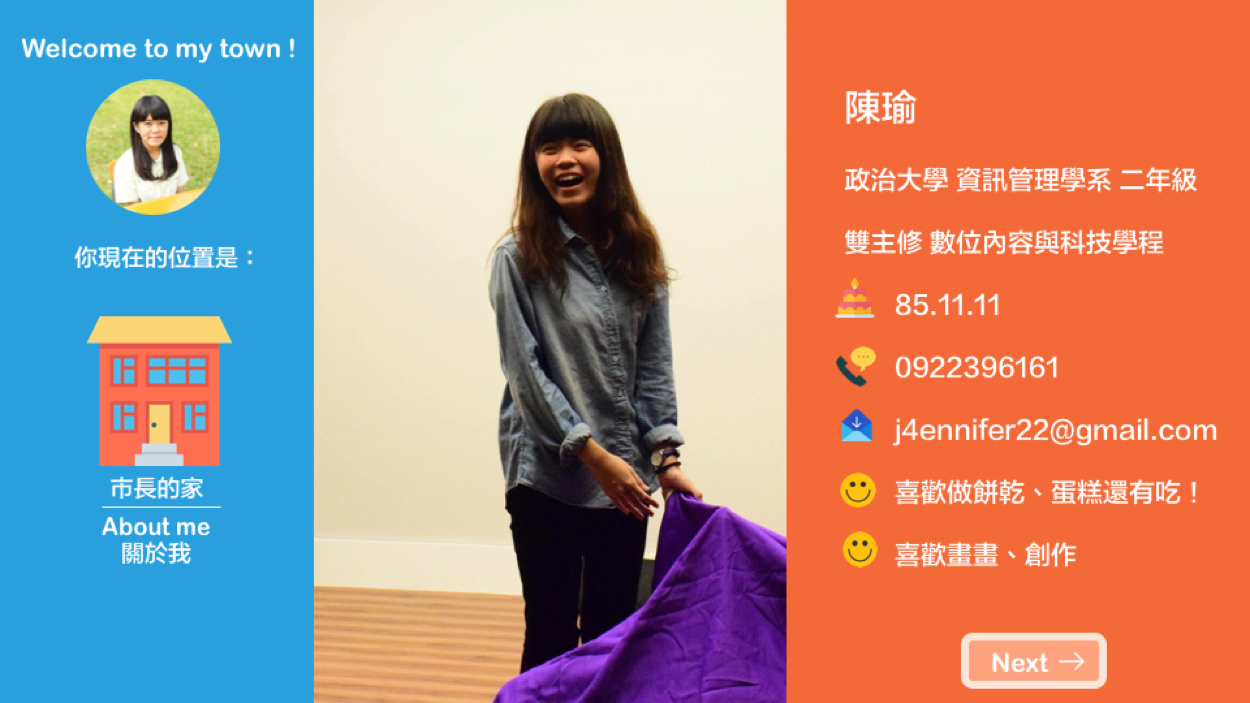 Welcome to my town !
你現在的位置是：
市長的家
About me
關於我
陳瑜
政治大學 資訊管理學系 二年級
雙主修 數位內容與科技學程
85.11.11
0922396161
j4ennifer22@gmail.com
喜歡做餅乾、蛋糕還有吃！
喜歡畫畫、創作
Next →